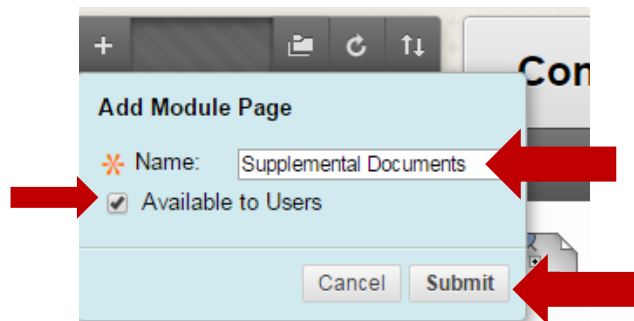 Con
Add Module Page
Name: Supplemental Documents
Available to Users
Cancel Submit